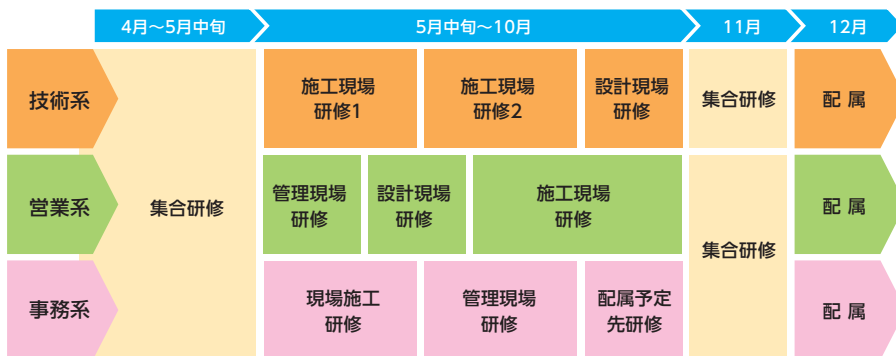 4月～5月中旬
5月中旬～10月
11月
12月
技術系
施工現場
研修1
施工現場
研修2
設計現場
研修
集合研修
配 属
営業系
集合研修
管理現場
研修
設計現場
研修
施工現場
研修
集合研修
配 属
事務系
現場施工
研修
管理現場
研修
配属予定
先研修
配 属